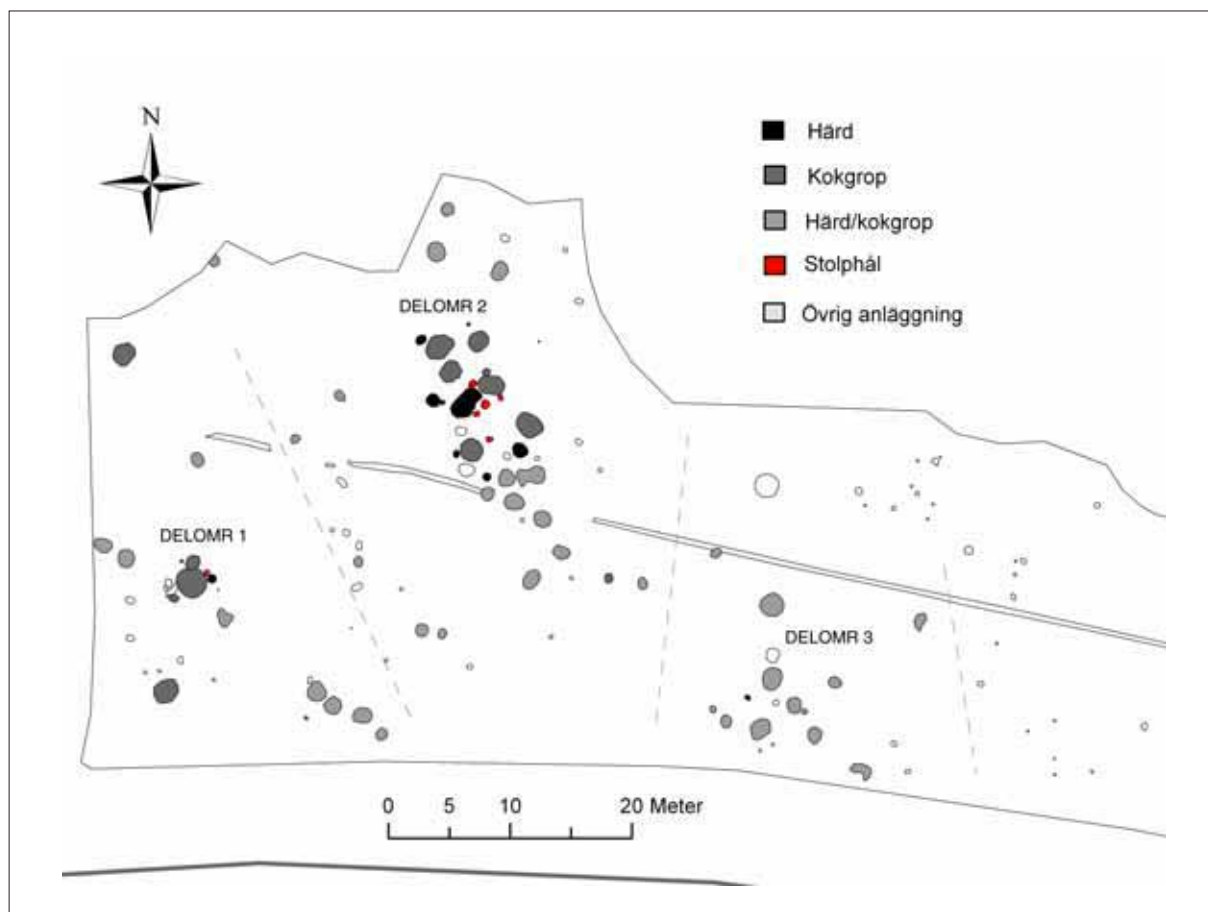 N
Härd
Kokgrop
Härd/kokgrop
Stolphål
Övrig anläggning
DELOMR 2
DELOMR 1
DELOMR 3
0 5 10 20 Meter